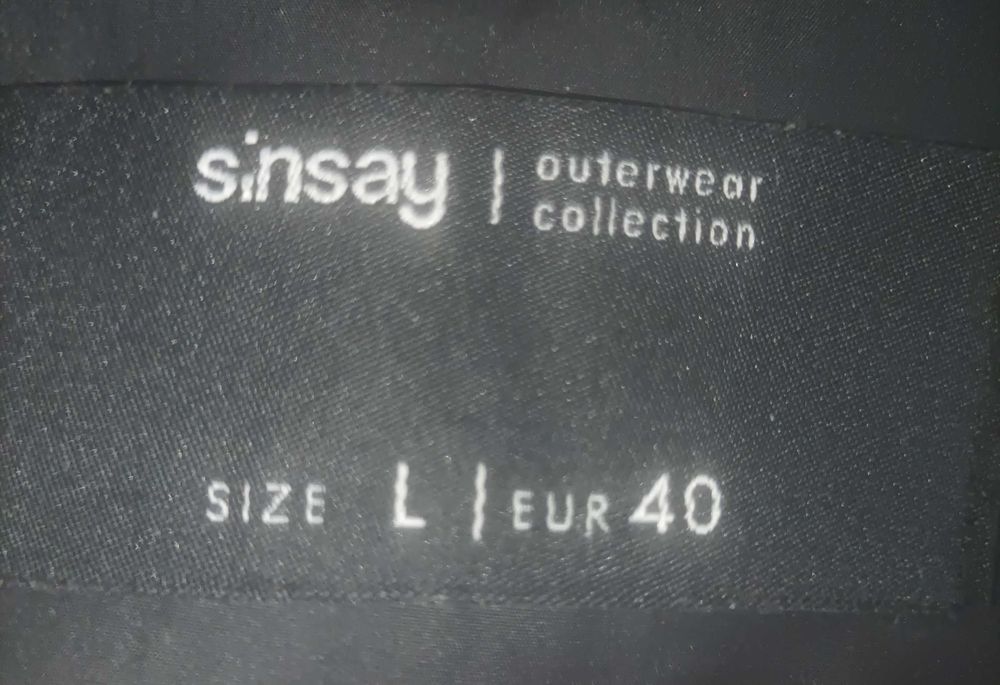 sinsay | outerwear
collection
SIZE L | EUR 40